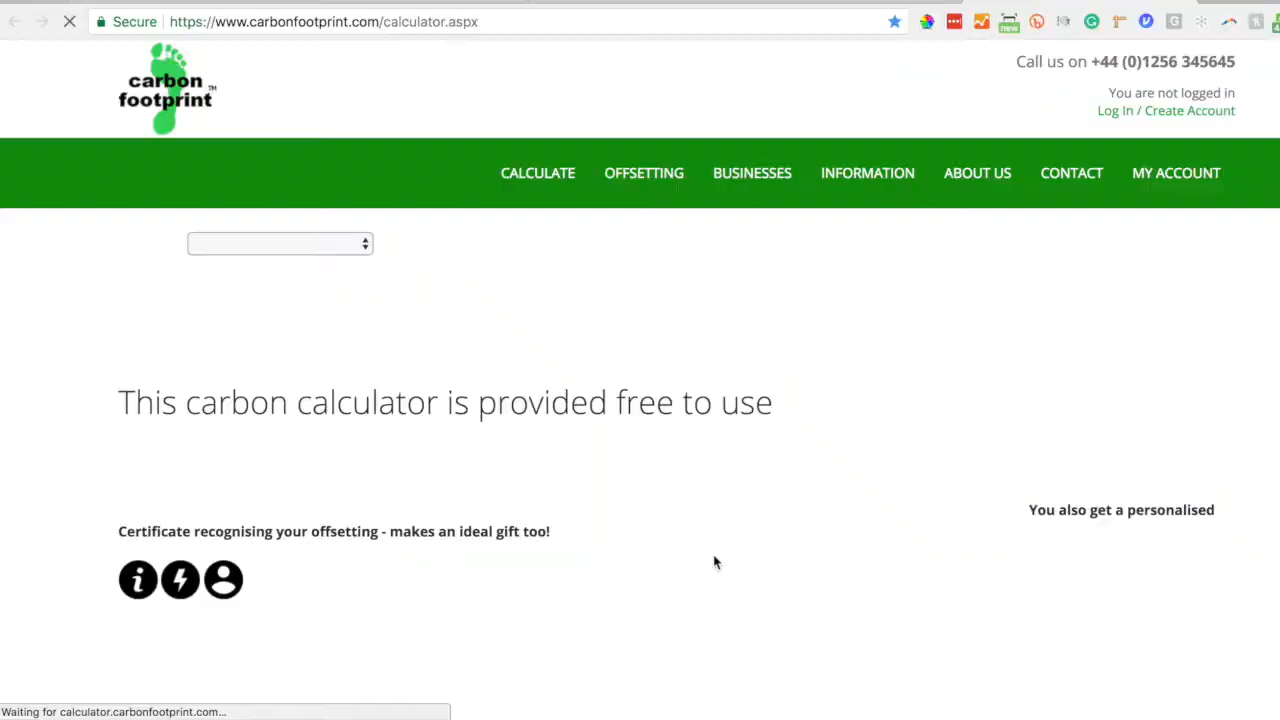 Secure https://www.carbonfootprint.com/calculator.aspx
new
carbon
footprint™
Call us on +44 (0)1256 345645
You are not logged in
Log In / Create Account
CALCULATE OFFSETTING BUSINESSES INFORMATION ABOUT US CONTACT MY ACCOUNT
This carbon calculator is provided free to use
You also get a personalised
Certificate recognising your offsetting - makes an ideal gift too!
Waiting for calculator.carbonfootprint.com...